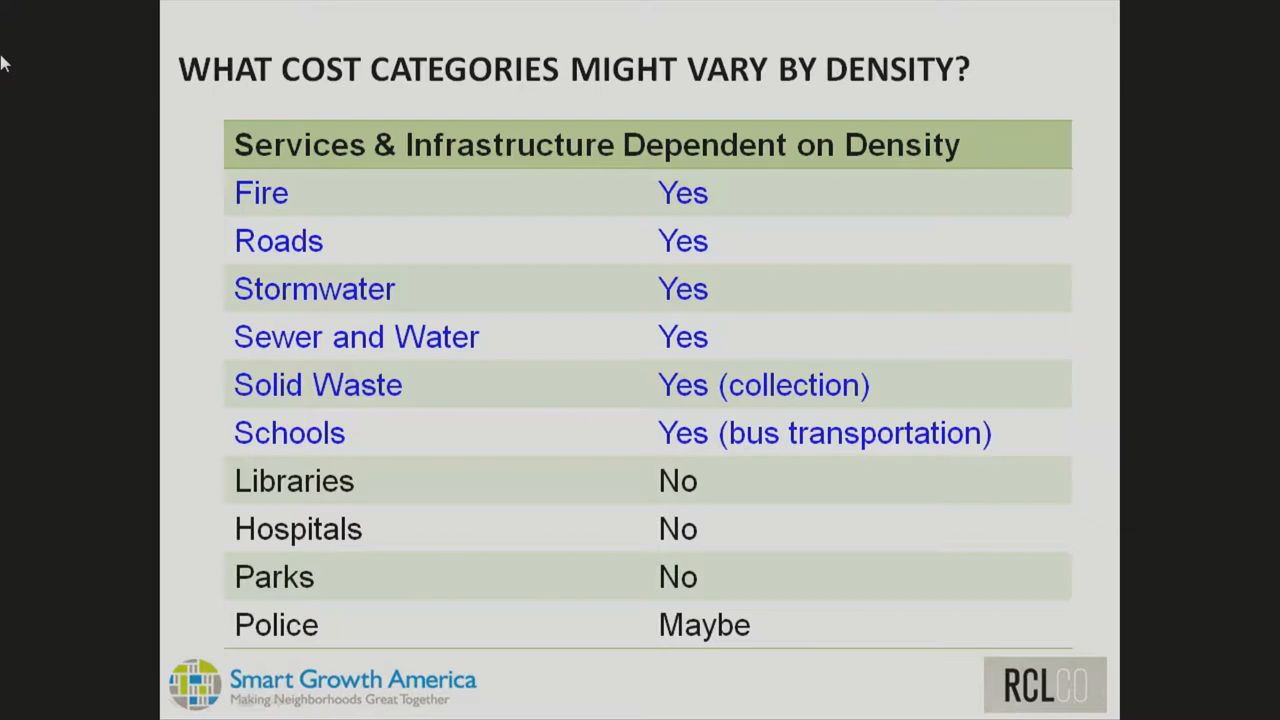 WHAT COST CATEGORIES MIGHT VARY BY DENSITY?
Services & Infrastructure Dependent on Density
Fire Yes
Roads Yes
Stormwater Yes
Sewer and Water Yes
Solid Waste Yes (collection)
Schools Yes (bus transportation)
Libraries No
Hospitals No
Parks No
Police Maybe
Smart Growth America
Making Neighborhoods Great Together
RCLCO